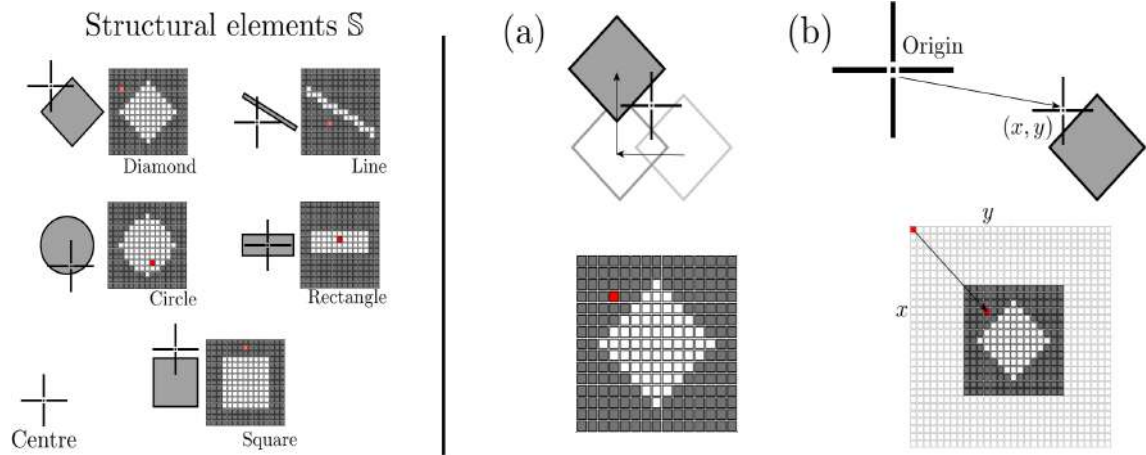 Structural elements 𝕊
Diamond
Line
Circle
Rectangle
Square
Centre
(a)
(b)
Origin
(x, y)
y
x